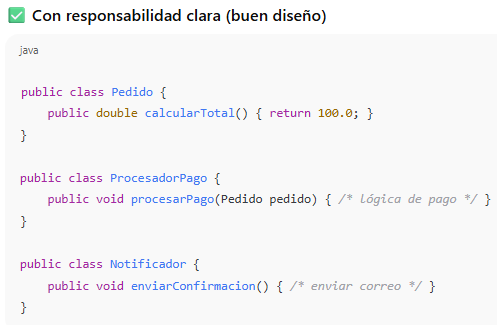 ✅ Con responsabilidad clara (buen diseño)
java
public class Pedido {
    public double calcularTotal() { return 100.0; }
}
public class ProcesadorPago {
    public void procesarPago(Pedido pedido) { /* lógica de pago */ }
}
public class Notificador {
    public void enviarConfirmacion() { /* enviar correo */ }
}